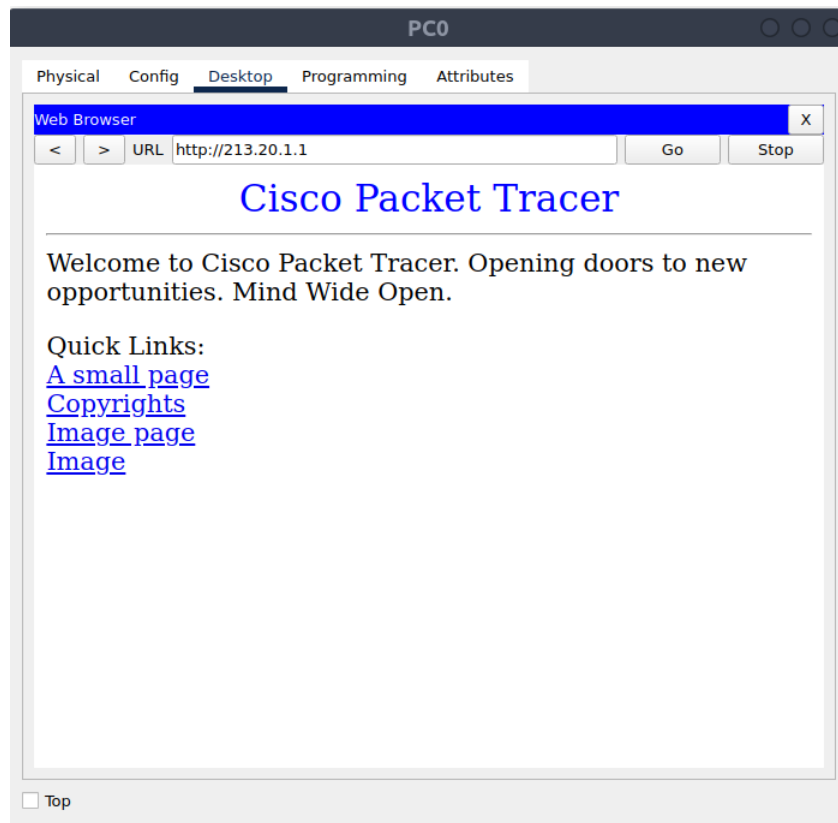 PC0
Physical Config Desktop Programming Attributes
Web Browser X
< > URL http://213.20.1.1 Go Stop
Cisco Packet Tracer
Welcome to Cisco Packet Tracer. Opening doors to new
opportunities. Mind Wide Open.
Quick Links:
A small page
Copyrights
Image page
Image
Top